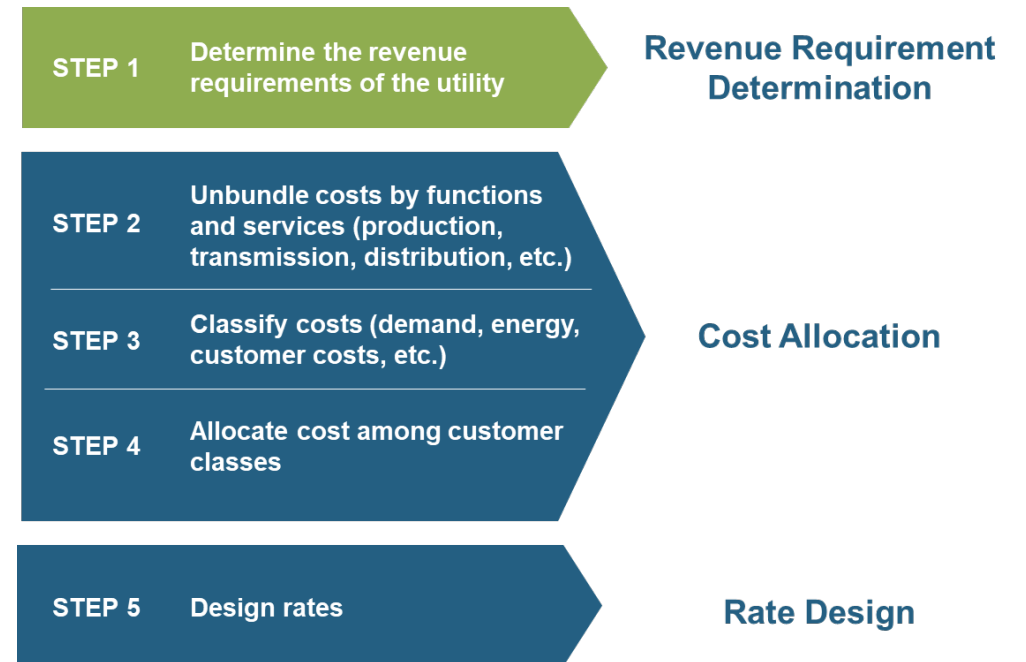 STEP 1
Determine the revenue
requirements of the utility
Revenue Requirement
Determination
STEP 2
Unbundle costs by functions
and services (production,
transmission, distribution, etc.)
STEP 3
Classify costs (demand, energy,
customer costs, etc.)
Cost Allocation
STEP 4
Allocate cost among customer
classes
STEP 5
Design rates
Rate Design